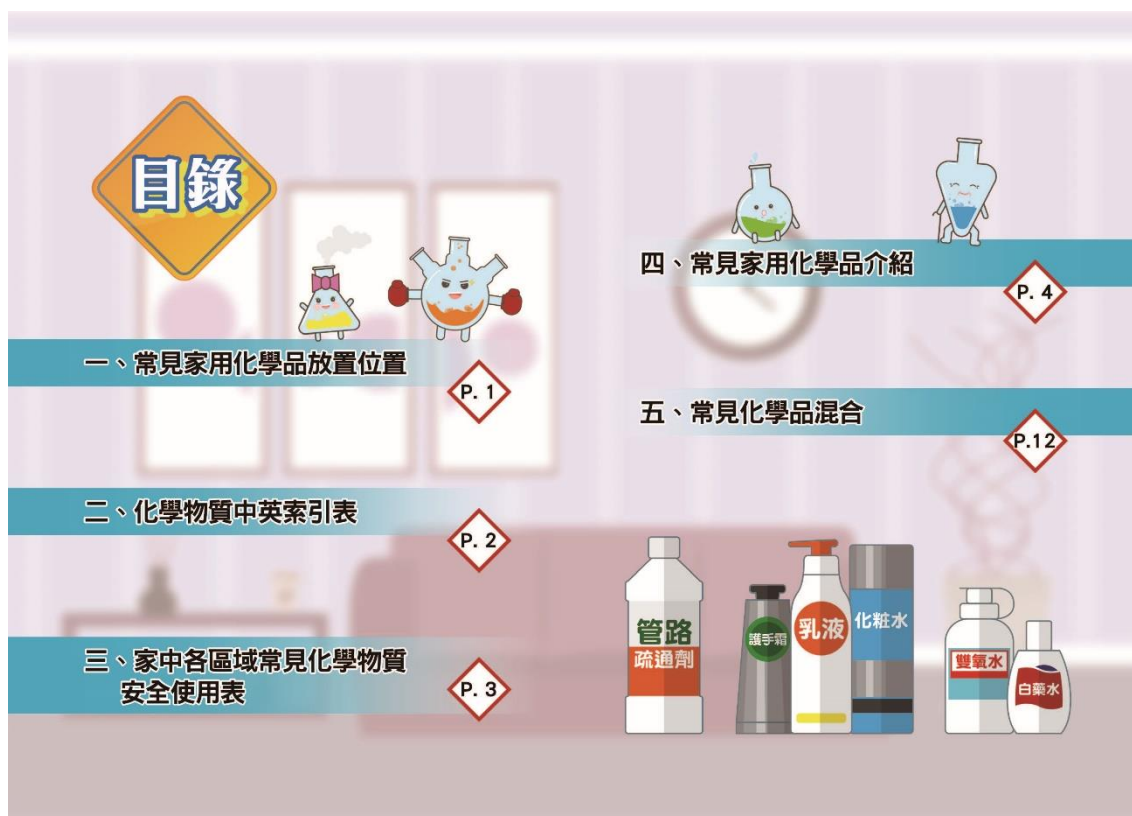 目錄
一、常見家用化學品放置位置
P. 1
二、化學物質中英索引表
P. 2
三、家中各區域常見化學物質
安全使用表
P. 3
四、常見家用化學品介紹
P. 4
五、常見化學品混合
P.12
管路
疏通劑
護手霜
乳液
化粧水
雙氧水
白藥水